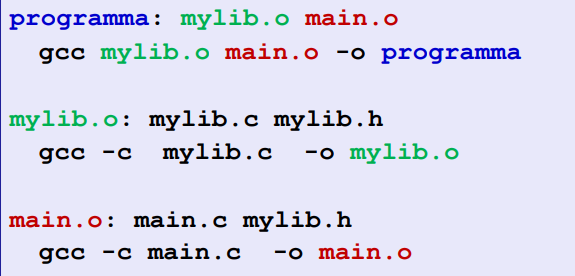 programma: mylib.o main.o
gcc mylib.o main.o -o programma
mylib.o: mylib.c mylib.h
gcc -c mylib.c -o mylib.o
main.o: main.c mylib.h
gcc -c main.c -o main.o